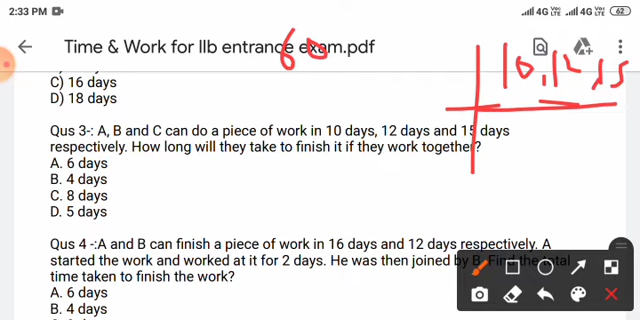 2:33 PM 4G Vo) LTE 4G Vo) LTE 62
Time & Work for llb entrance exam.pdf
60
10, 12, 15
C) 16 days
D) 18 days
Qus 3-: A, B and C can do a piece of work in 10 days, 12 days and 15 days
respectively. How long will they take to finish it if they work together?
A. 6 days
B. 4 days
C. 8 days
D. 5 days
Qus 4 -:A and B can finish a piece of work in 16 days and 12 days respectively. A
started the work and worked at it for 2 days. He was then joined by B. Find the total
time taken to finish the work?
A. 6 days
B. 4 days